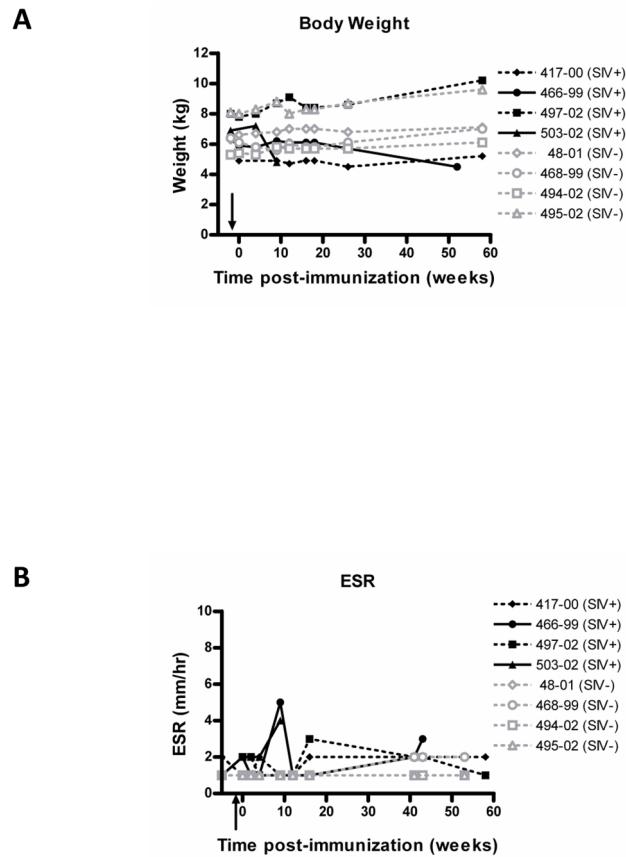 A
Body Weight
Weight (kg)
12
10
8
6
4
2
0
0 10 20 30 40 50 60
Time post-immunization (weeks)
417-00 (SIV+)
466-99 (SIV+)
497-02 (SIV+)
503-02 (SIV+)
48-01 (SIV-)
468-99 (SIV-)
494-02 (SIV-)
495-02 (SIV-)
B
ESR
ESR (mm/hr)
10
8
6
4
2
0
0 10 20 30 40 50 60
Time post-immunization (weeks)
417-00 (SIV+)
466-99 (SIV+)
497-02 (SIV+)
503-02 (SIV+)
48-01 (SIV-)
468-99 (SIV-)
494-02 (SIV-)
495-02 (SIV-)